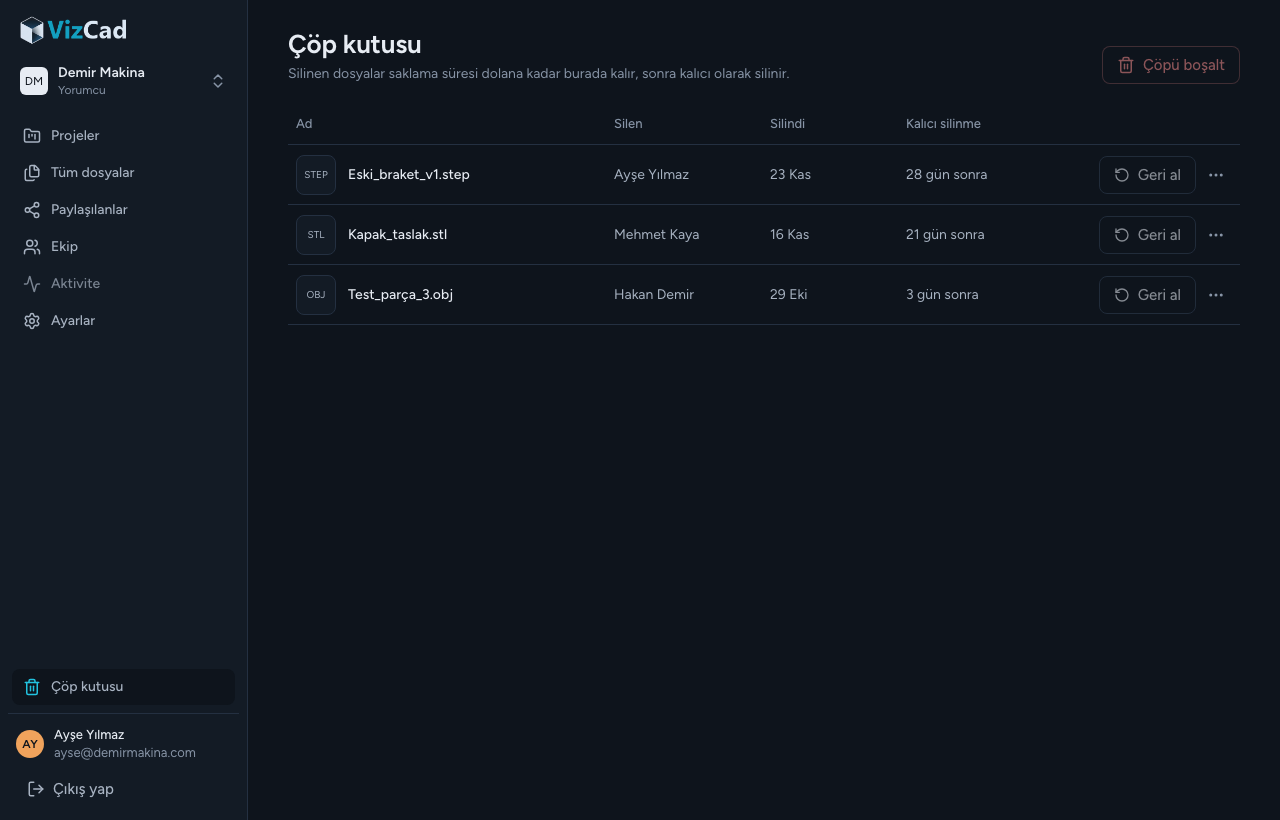 VizCad
DM
Demir Makina
Yorumcu
Projeler
Tüm dosyalar
Paylaşılanlar
Ekip
Aktivite
Ayarlar
Çöp kutusu
AY
Ayşe Yılmaz
ayse@demirmakina.com
Çıkış yap
Çöp kutusu
Silinen dosyalar saklama süresi dolana kadar burada kalır, sonra kalıcı olarak silinir.
Çöpü boşalt
Ad Silen Silindi Kalıcı silinme
STEP Eski_braket_v1.step Ayşe Yılmaz 23 Kas 28 gün sonra Geri al
STL Kapak_taslak.stl Mehmet Kaya 16 Kas 21 gün sonra Geri al
OBJ Test_parça_3.obj Hakan Demir 29 Eki 3 gün sonra Geri al